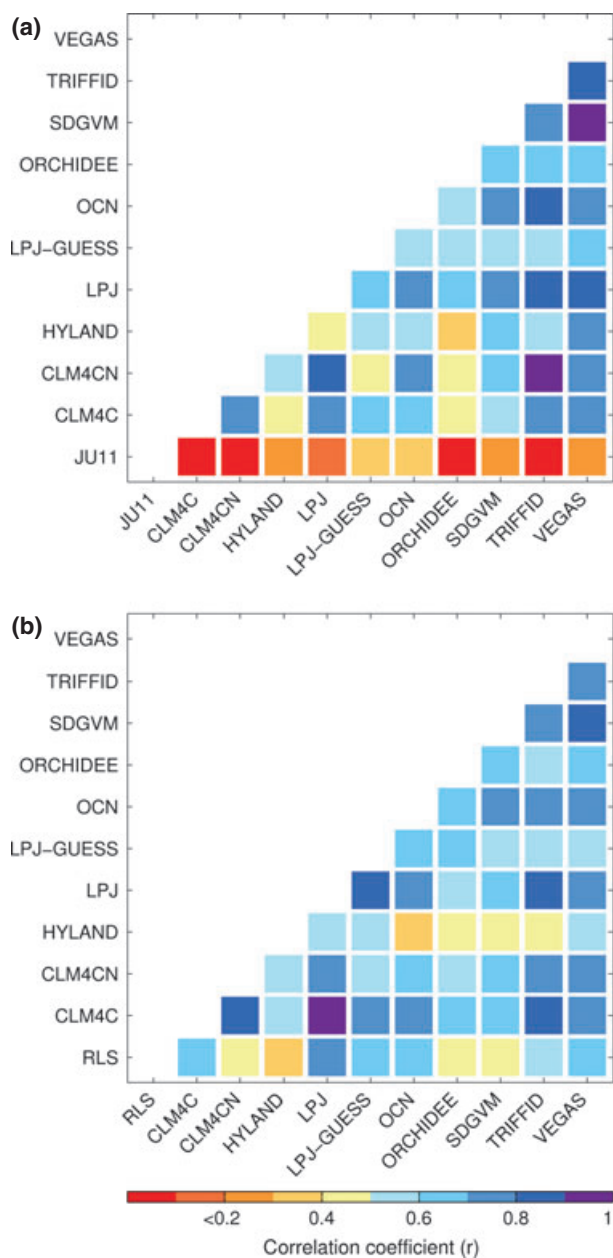 (a)
VEGAS
TRIFFID
SDGVM
ORCHIDEE
OCN
LPJ-GUESS
LPJ
HYLAND
CLM4CN
CLM4C
JU11
JU11
CLM4C
CLM4CN
HYLAND
LPJ
LPJ-GUESS
OCN
ORCHIDEE
SDGVM
TRIFFID
VEGAS
(b)
VEGAS
TRIFFID
SDGVM
ORCHIDEE
OCN
LPJ-GUESS
LPJ
HYLAND
CLM4CN
CLM4C
RLS
RLS
CLM4C
CLM4CN
HYLAND
LPJ
LPJ-GUESS
OCN
ORCHIDEE
SDGVM
TRIFFID
VEGAS
<0.2 0.4 0.6 0.8 1
Correlation coefficient (r)